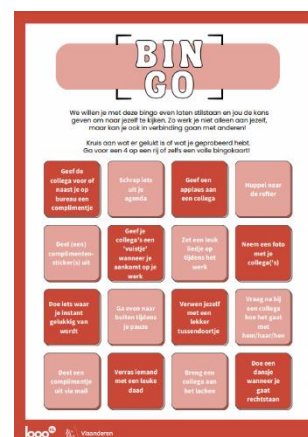 BIN
GO
We willen je met deze bingo even laten stilstaan en jou de kans
geven om naar jezelf te kijken. Zo werk je niet alleen aan jezelf,
maar kan je ook in verbinding gaan met anderen!
Kruis aan wat er gelukt is of wat je geprobeerd hebt.
Ga voor een 4 op een rij of zelfs een volle bingokaart!
Geef de
collega voor of
naast je op
bureau een
complimentje
Schrap iets
uit je
agenda
Geef een
applaus aan
een collega
Huppel naar
de refter
Deel (een)
complimenten-
sticker(s) uit
Geef je
collega's een
'vuistje'
wanneer je
aankomt op je
werk
Zet een leuk
liedje op
tijdens het
werk
Neem een foto
met je
collega('s)
Doe iets waar
je instant
gelukkig van
wordt
Ga even naar
buiten tijdens
je pauze
Verwen jezelf
met een
lekker
tussendoortje
Vraag na bij
een collega
hoe het gaat
met
hem/haar/hen
Deel een
complimentje
uit via mail
Verras iemand
met een leuke
daad
Breng een
collega aan
het lachen
Doe een
dansje
wanneer je
gaat
rechtstaan
Vlaanderen